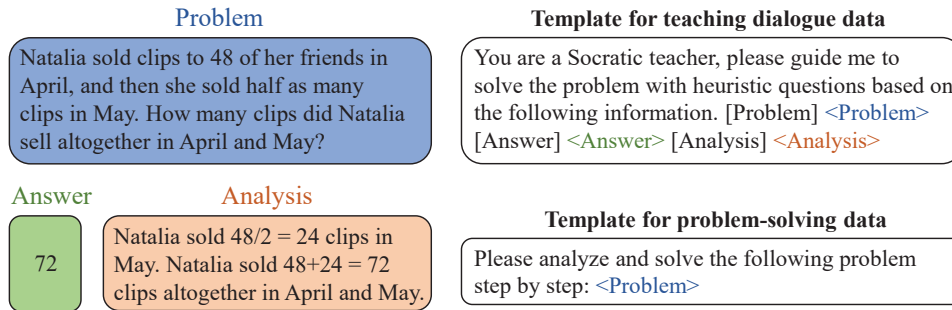 Problem
Natalia sold clips to 48 of her friends in
April, and then she sold half as many
clips in May. How many clips did Natalia
sell altogether in April and May?
Answer
72
Analysis
Natalia sold 48/2 = 24 clips in
May. Natalia sold 48+24 = 72
clips altogether in April and May.
Template for teaching dialogue data
You are a Socratic teacher, please guide me to
solve the problem with heuristic questions based on
the following information. [Problem] <Problem>
[Answer] <Answer> [Analysis] <Analysis>
Template for problem-solving data
Please analyze and solve the following problem
step by step: <Problem>